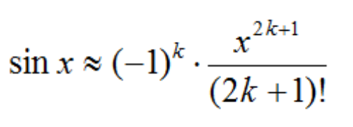 sin x ≈ (−1)^k · x^{2k+1} / (2k+1)!